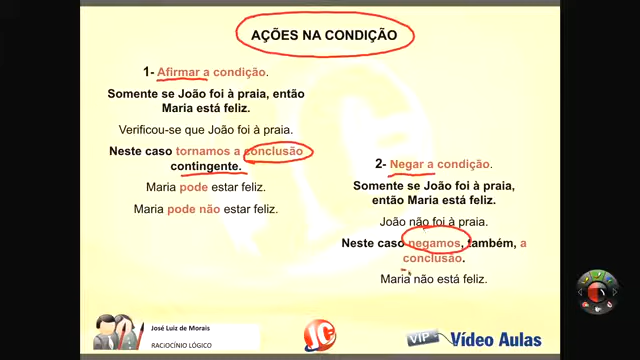 AÇÕES NA CONDIÇÃO
1- Afirmar a condição.
Somente se João foi à praia, então
Maria está feliz.
Verificou-se que João foi à praia.
Neste caso tornamos a conclusão
contingente.
Maria pode estar feliz.
Maria pode não estar feliz.
2- Negar a condição.
Somente se João foi à praia,
então Maria está feliz.
João não foi à praia.
Neste caso negamos, também, a
conclusão.
Maria não está feliz.
José Luiz de Morais
RACIOCÍNIO LÓGICO
JC
VIP Vídeo Aulas